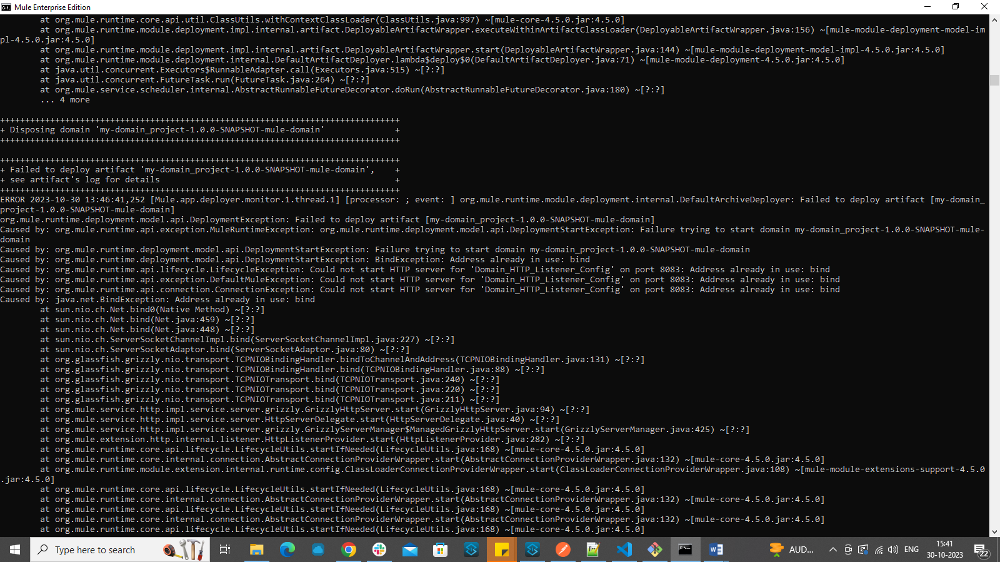 Mule Enterprise Edition
at org.mule.runtime.core.api.util.ClassUtils.withContextClassLoader(ClassUtils.java:997) ~[mule-core-4.5.0.jar:4.5.0]
at org.mule.runtime.module.deployment.impl.internal.artifact.DeployableArtifactWrapper.executeWithinArtifactClassLoader(DeployableArtifactWrapper.java:156) ~[mule-module-deployment-model-im
pl-4.5.0.jar:4.5.0]
at org.mule.runtime.module.deployment.impl.internal.artifact.DeployableArtifactWrapper.start(DeployableArtifactWrapper.java:144) ~[mule-module-deployment-model-impl-4.5.0.jar:4.5.0]
at org.mule.runtime.module.deployment.internal.DefaultArtifactDeployer.lambda$deploy$0(DefaultArtifactDeployer.java:71) ~[mule-module-deployment-4.5.0.jar:4.5.0]
at java.util.concurrent.Executors$RunnableAdapter.call(Executors.java:515) ~[?:?]
at java.util.concurrent.FutureTask.run(FutureTask.java:264) ~[?:?]
at org.mule.service.scheduler.internal.AbstractRunnableFutureDecorator.doRun(AbstractRunnableFutureDecorator.java:180) ~[?:?]
... 4 more
++++++++++++++++++++++++++++++++++++++++++++++++++++++++++++++++++++++++++++++++
+ Disposing domain 'my-domain_project-1.0.0-SNAPSHOT-mule-domain' +
++++++++++++++++++++++++++++++++++++++++++++++++++++++++++++++++++++++++++++++++
++++++++++++++++++++++++++++++++++++++++++++++++++++++++++++++++++++++++++++++++
+ Failed to deploy artifact 'my-domain_project-1.0.0-SNAPSHOT-mule-domain', +
+ see artifact's log for details +
++++++++++++++++++++++++++++++++++++++++++++++++++++++++++++++++++++++++++++++++
ERROR 2023-10-30 13:46:41,252 [Mule.app.deployer.monitor.1.thread.1] [processor: ; event: ] org.mule.runtime.module.deployment.internal.DefaultArchiveDeployer: Failed to deploy artifact [my-domain_
project-1.0.0-SNAPSHOT-mule-domain]
org.mule.runtime.deployment.model.api.DeploymentException: Failed to deploy artifact [my-domain_project-1.0.0-SNAPSHOT-mule-domain]
Caused by: org.mule.runtime.api.exception.MuleRuntimeException: org.mule.runtime.deployment.model.api.DeploymentStartException: Failure trying to start domain my-domain_project-1.0.0-SNAPSHOT-mule-
domain
Caused by: org.mule.runtime.deployment.model.api.DeploymentStartException: Failure trying to start domain my-domain_project-1.0.0-SNAPSHOT-mule-domain
Caused by: org.mule.runtime.deployment.model.api.DeploymentStartException: BindException: Address already in use: bind
Caused by: org.mule.runtime.api.lifecycle.LifecycleException: Could not start HTTP server for 'Domain_HTTP_Listener_Config' on port 8083: Address already in use: bind
Caused by: org.mule.runtime.api.exception.DefaultMuleException: Could not start HTTP server for 'Domain_HTTP_Listener_Config' on port 8083: Address already in use: bind
Caused by: org.mule.runtime.api.connection.ConnectionException: Could not start HTTP server for 'Domain_HTTP_Listener_Config' on port 8083: Address already in use: bind
Caused by: java.net.BindException: Address already in use: bind
at sun.nio.ch.Net.bind0(Native Method) ~[?:?]
at sun.nio.ch.Net.bind(Net.java:459) ~[?:?]
at sun.nio.ch.Net.bind(Net.java:448) ~[?:?]
at sun.nio.ch.ServerSocketChannelImpl.bind(ServerSocketChannelImpl.java:227) ~[?:?]
at sun.nio.ch.ServerSocketAdaptor.bind(ServerSocketAdaptor.java:80) ~[?:?]
at org.glassfish.grizzly.nio.transport.TCPNIOBindingHandler.bindToChannelAndAddress(TCPNIOBindingHandler.java:131) ~[?:?]
at org.glassfish.grizzly.nio.transport.TCPNIOBindingHandler.bind(TCPNIOBindingHandler.java:88) ~[?:?]
at org.glassfish.grizzly.nio.transport.TCPNIOTransport.bind(TCPNIOTransport.java:240) ~[?:?]
at org.glassfish.grizzly.nio.transport.TCPNIOTransport.bind(TCPNIOTransport.java:220) ~[?:?]
at org.glassfish.grizzly.nio.transport.TCPNIOTransport.bind(TCPNIOTransport.java:211) ~[?:?]
at org.mule.service.http.impl.service.server.grizzly.GrizzlyHttpServer.start(GrizzlyHttpServer.java:94) ~[?:?]
at org.mule.service.http.impl.service.server.HttpServerDelegate.start(HttpServerDelegate.java:40) ~[?:?]
at org.mule.service.http.impl.service.server.grizzly.GrizzlyServerManager$ManagedGrizzlyHttpServer.start(GrizzlyServerManager.java:425) ~[?:?]
at org.mule.extension.http.internal.listener.HttpListenerProvider.start(HttpListenerProvider.java:282) ~[?:?]
at org.mule.runtime.core.api.lifecycle.LifecycleUtils.startIfNeeded(LifecycleUtils.java:168) ~[mule-core-4.5.0.jar:4.5.0]
at org.mule.runtime.core.internal.connection.AbstractConnectionProviderWrapper.start(AbstractConnectionProviderWrapper.java:132) ~[mule-core-4.5.0.jar:4.5.0]
at org.mule.runtime.module.extension.internal.runtime.config.ClassLoaderConnectionProviderWrapper.start(ClassLoaderConnectionProviderWrapper.java:108) ~[mule-module-extensions-support-4.5.0
.jar:4.5.0]
at org.mule.runtime.core.api.lifecycle.LifecycleUtils.startIfNeeded(LifecycleUtils.java:168) ~[mule-core-4.5.0.jar:4.5.0]
at org.mule.runtime.core.internal.connection.AbstractConnectionProviderWrapper.start(AbstractConnectionProviderWrapper.java:132) ~[mule-core-4.5.0.jar:4.5.0]
at org.mule.runtime.core.api.lifecycle.LifecycleUtils.startIfNeeded(LifecycleUtils.java:168) ~[mule-core-4.5.0.jar:4.5.0]
at org.mule.runtime.core.internal.connection.AbstractConnectionProviderWrapper.start(AbstractConnectionProviderWrapper.java:132) ~[mule-core-4.5.0.jar:4.5.0]
at org.mule.runtime.core.api.lifecycle.LifecycleUtils.startIfNeeded(LifecycleUtils.java:168) ~[mule-core-4.5.0.jar:4.5.0]
Type here to search
AUD...
ENG
15:41
30-10-2023
22